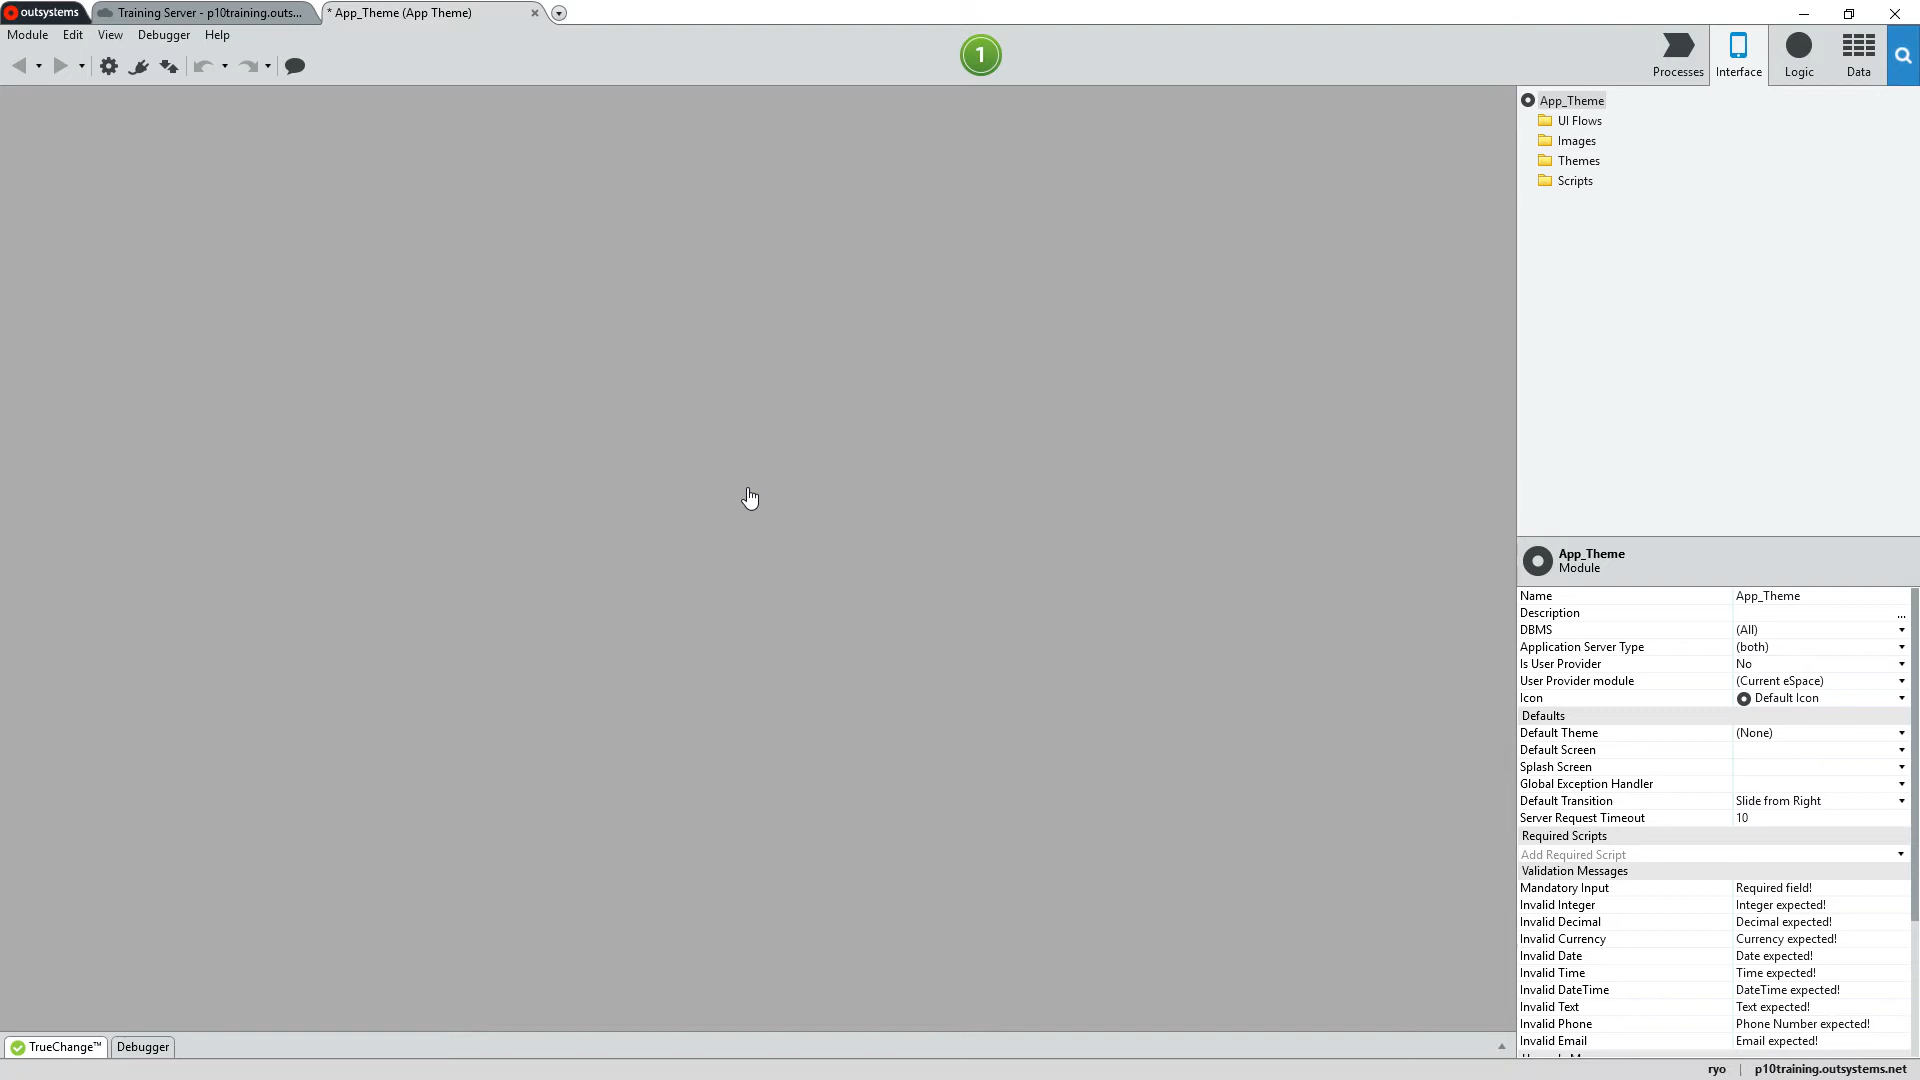 outsystems
Training Server - p10training.outs...
* App_Theme (App Theme)
Module Edit View Debugger Help
1
Processes Interface Logic Data
App_Theme
UI Flows
Images
Themes
Scripts
App_Theme
Module
Name App_Theme
Description ...
DBMS (All)
Application Server Type (both)
Is User Provider No
User Provider module (Current eSpace)
Icon Default Icon
Defaults
Default Theme (None)
Default Screen
Splash Screen
Global Exception Handler
Default Transition Slide from Right
Server Request Timeout 10
Required Scripts
Add Required Script
Validation Messages
Mandatory Input Required field!
Invalid Integer Integer expected!
Invalid Decimal Decimal expected!
Invalid Currency Currency expected!
Invalid Date Date expected!
Invalid Time Time expected!
Invalid DateTime DateTime expected!
Invalid Text Text expected!
Invalid Phone Phone Number expected!
Invalid Email Email expected!
TrueChange™ Debugger
ryo | p10training.outsystems.net